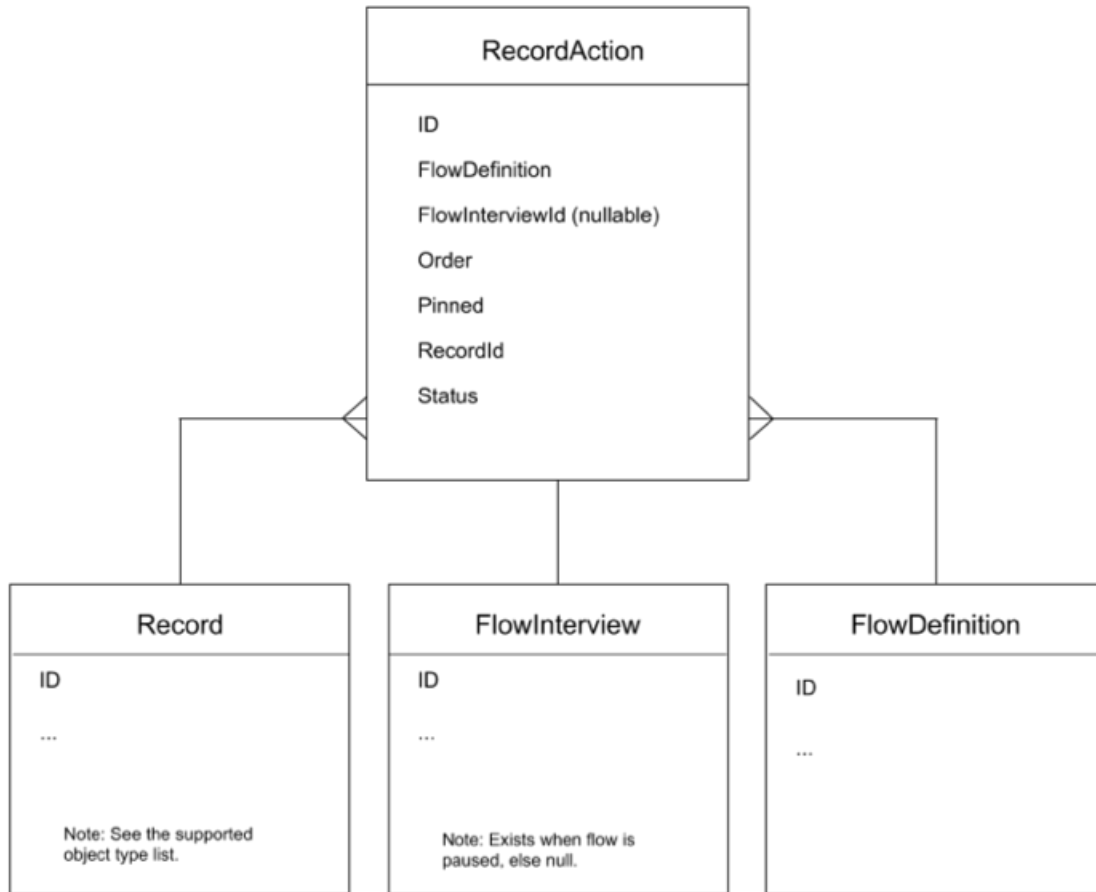 RecordAction
ID
FlowDefinition
FlowInterviewId (nullable)
Order
Pinned
RecordId
Status
Record
ID
...
Note: See the supported
object type list.
FlowInterview
ID
...
Note: Exists when flow is
paused, else null.
FlowDefinition
ID
...